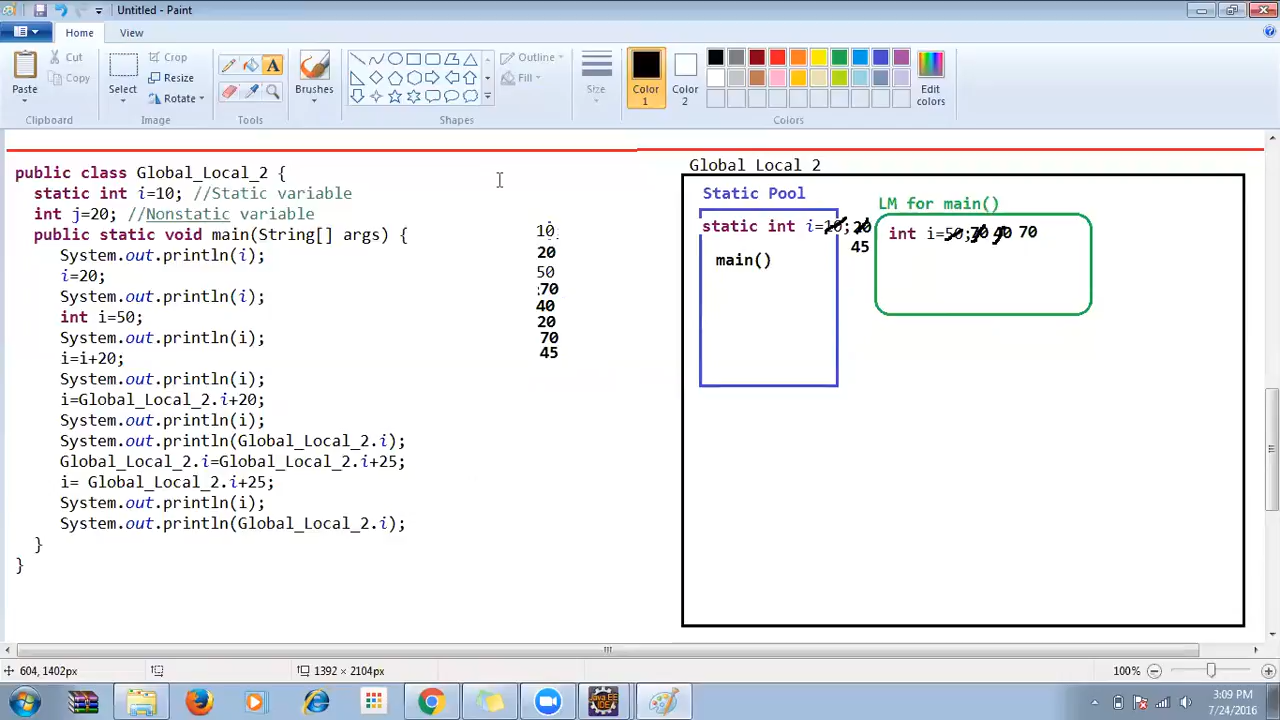 Untitled - Paint
Home
View
Paste
Cut
Copy
Clipboard
Select
Crop
Resize
Rotate
Image
Tools
Brushes
Shapes
Outline
Fill
Size
Color 1
Color 2
Edit colors
Colors
public class Global_Local_2 {
static int i=10; //Static variable
int j=20; //Nonstatic variable
public static void main(String[] args) {
System.out.println(i);
i=20;
System.out.println(i);
int i=50;
System.out.println(i);
i=i+20;
System.out.println(i);
i=Global_Local_2.i+20;
System.out.println(i);
System.out.println(Global_Local_2.i);
Global_Local_2.i=Global_Local_2.i+25;
i= Global_Local_2.i+25;
System.out.println(i);
System.out.println(Global_Local_2.i);
}
}
10
20
50
70
40
20
70
45
Global Local 2
Static Pool
static int i=10; 20
45
main()
LM for main()
int i=50; 70 40 70
604, 1402px
1392 × 2104px
100%
Java EE IDE
3:09 PM
7/24/2016